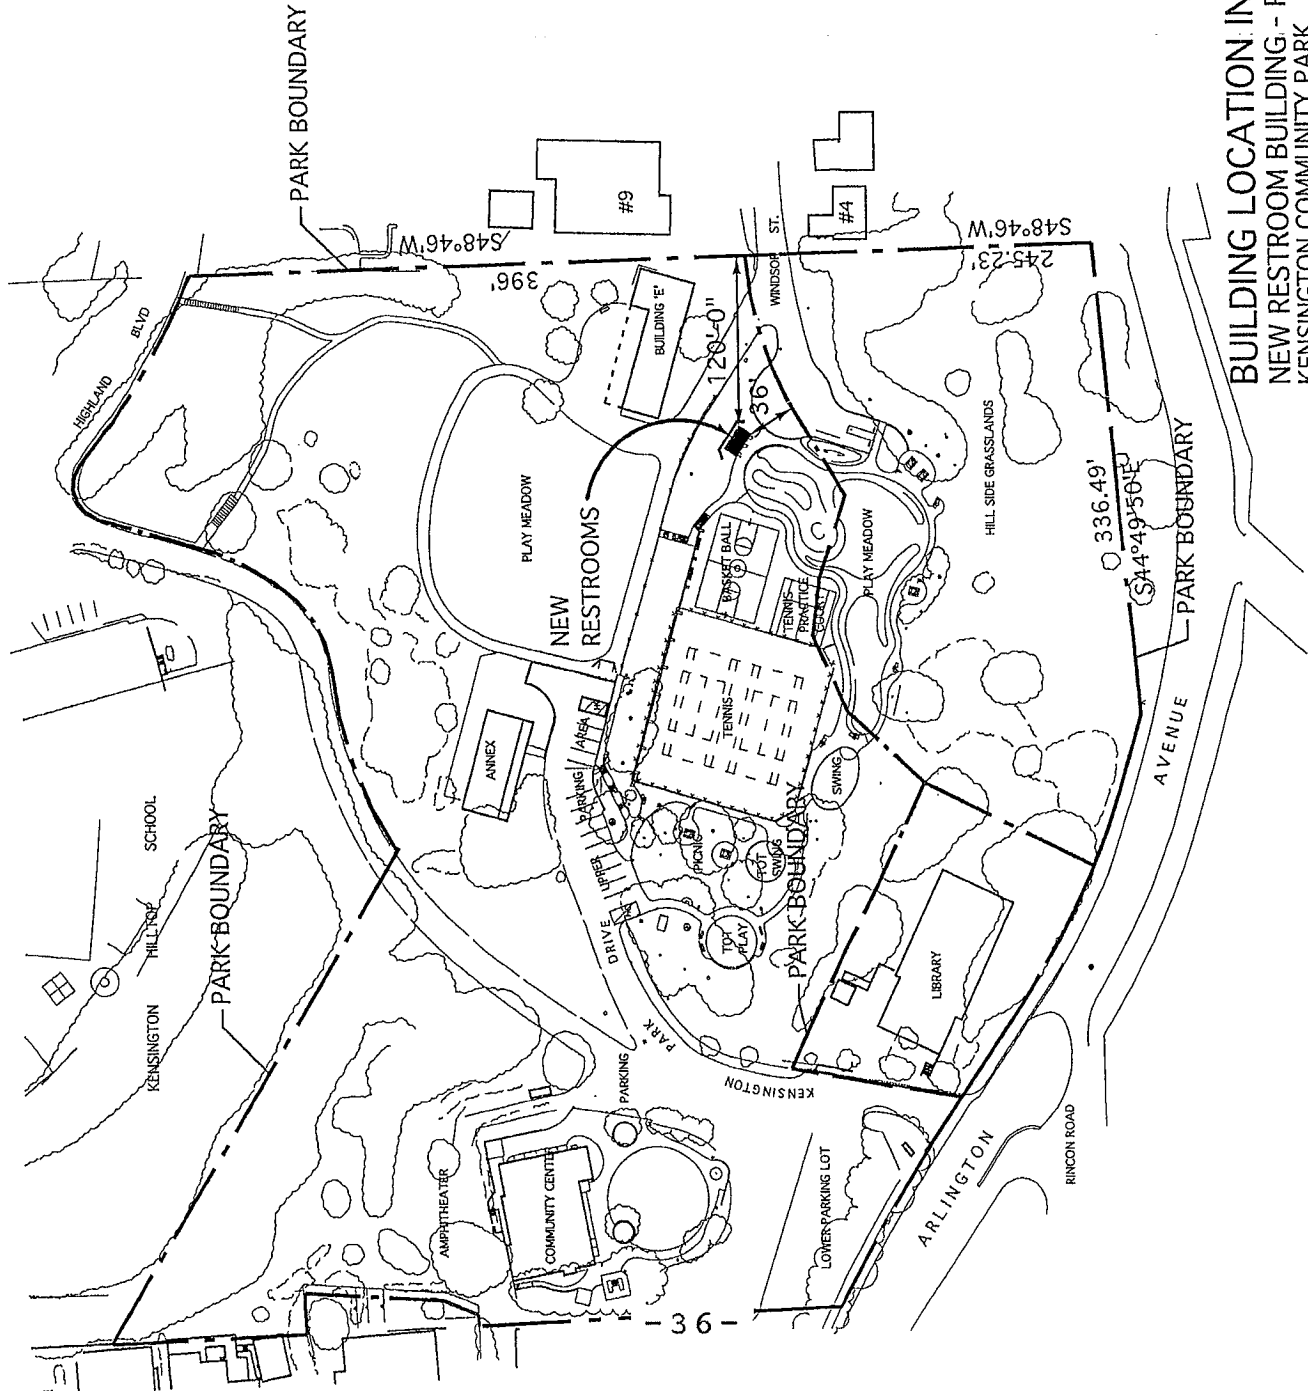 PARK BOUNDARY
HIGHLAND
BLVD
#9
S48°46'W
396'
BUILDING 'E'
120'-0"
WINDSOR
ST.
#4
S48°46'W
245.23'
36'
PLAY MEADOW
NEW
RESTROOMS
BASKET BALL
TENNIS
PRACTICE
COURT
PLAY MEADOW
HILL SIDE GRASSLANDS
336.49'
S44°49'50"E
PARK BOUNDARY
ANNEX
TENNIS
SWING
UPPER
PARKING
AREA
PICNIC
TOT
SWING
TOT
PLAY
PARK BOUNDARY
LIBRARY
KENSINGTON
HILLTOP
SCHOOL
PARK BOUNDARY
KENSINGTON
PARK
DRIVE
PARKING
AMPHITHEATER
COMMUNITY CENTER
LOWER PARKING LOT
ARLINGTON
AVENUE
RINCON ROAD
-36-
BUILDING LOCATION IN
NEW RESTROOM BUILDING -
KENSINGTON COMMUNITY PARK